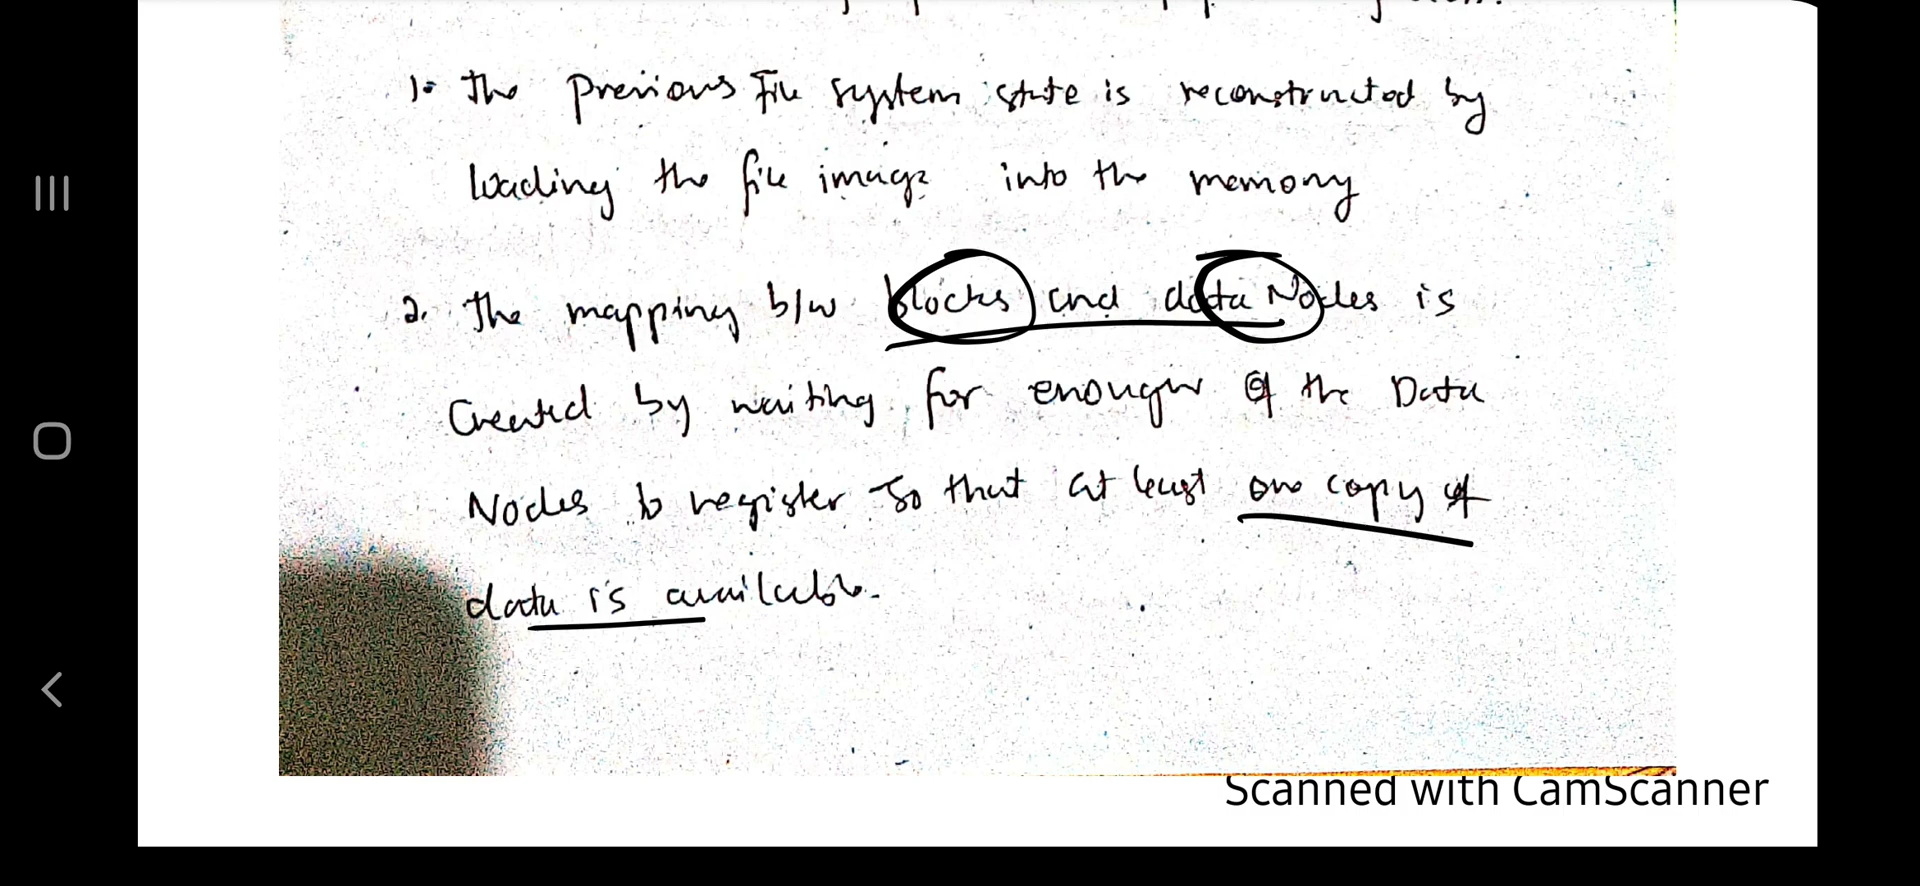 1. The previous File system state is reconstructed by
loading the file image into the memory
2. The mapping b/w blocks and data Nodes is
Created by waiting for enough of the Data
Nodes to register so that at least one copy of
data is available.
Scanned with CamScanner